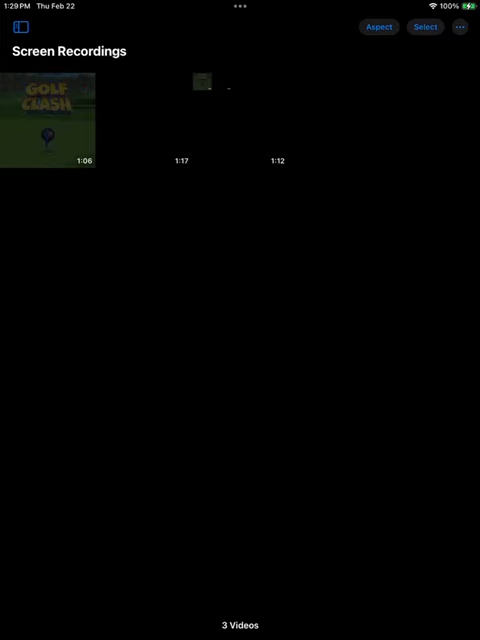 1:29 PM Thu Feb 22
100%
Aspect
Select
Screen Recordings
GOLF
CLASH
1:06
1:17
1:12
3 Videos